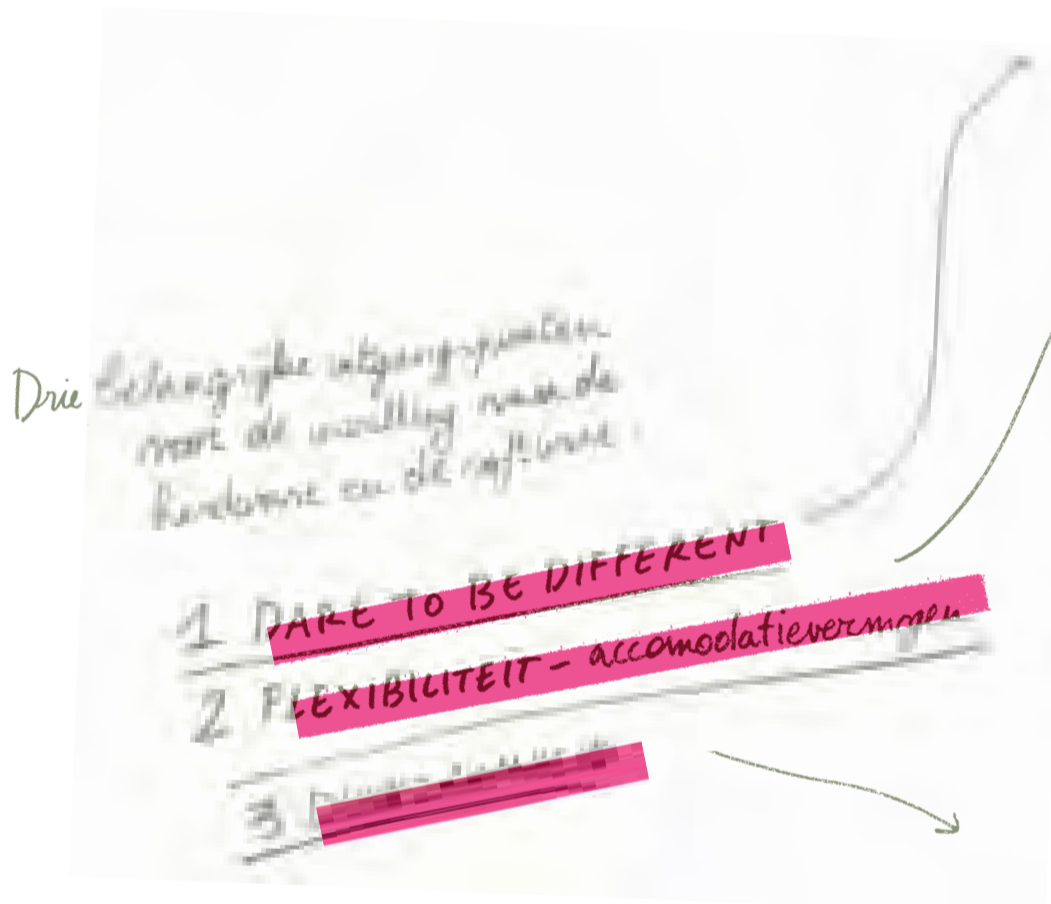 Drie belangrijke uitgangspunten
voor de invulling van de
hardware en de software
1 DARE TO BE DIFFERENT
2 FLEXIBILITEIT - accomodatievermogen
3